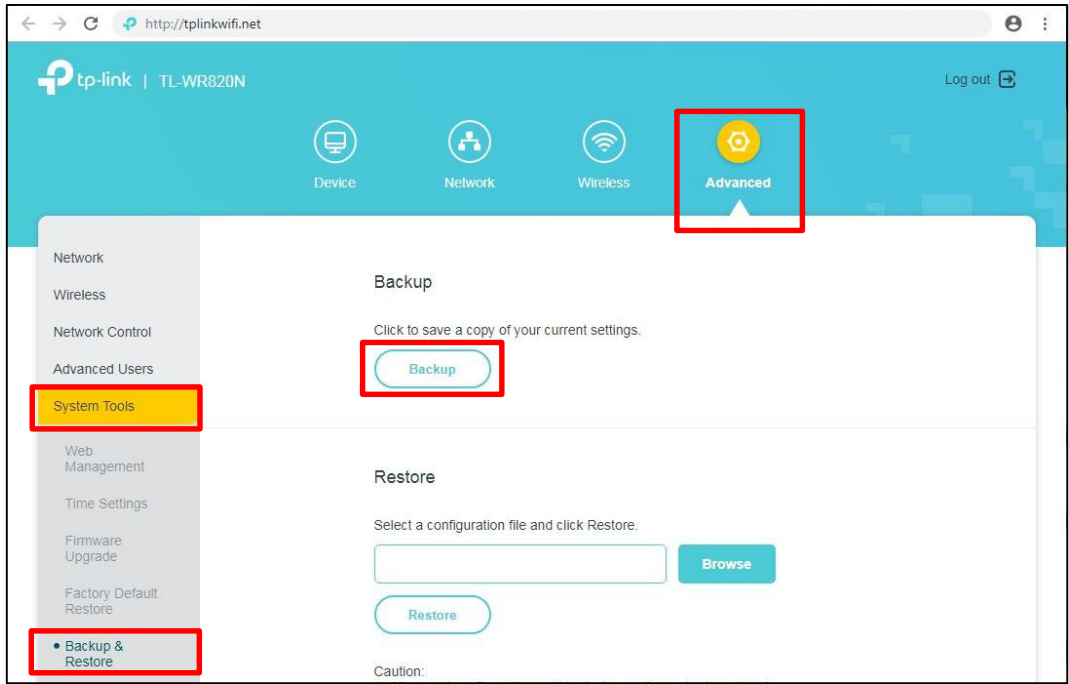 http://tplinkwifi.net
tp-link | TL-WR820N
Log out
Device
Network
Wireless
Advanced
Network
Wireless
Network Control
Advanced Users
System Tools
Web
Management
Time Settings
Firmware
Upgrade
Factory Default
Restore
Backup &
Restore
Backup
Click to save a copy of your current settings.
Backup
Restore
Select a configuration file and click Restore.
Browse
Restore
Caution: